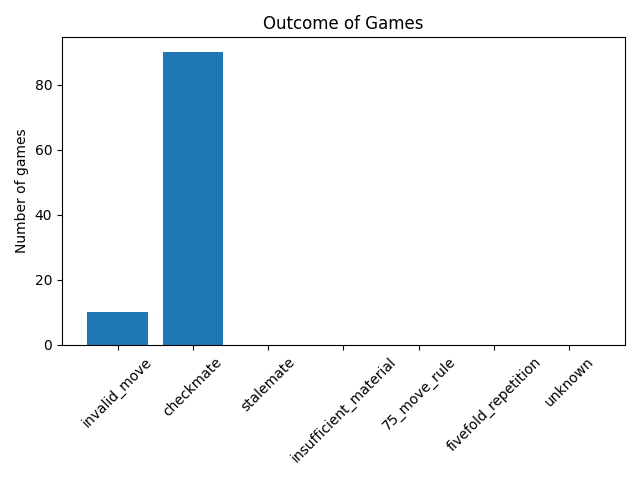 Outcome of Games
Number of games
80
60
40
20
0
invalid_move
checkmate
stalemate
insufficient_material
75_move_rule
fivefold_repetition
unknown